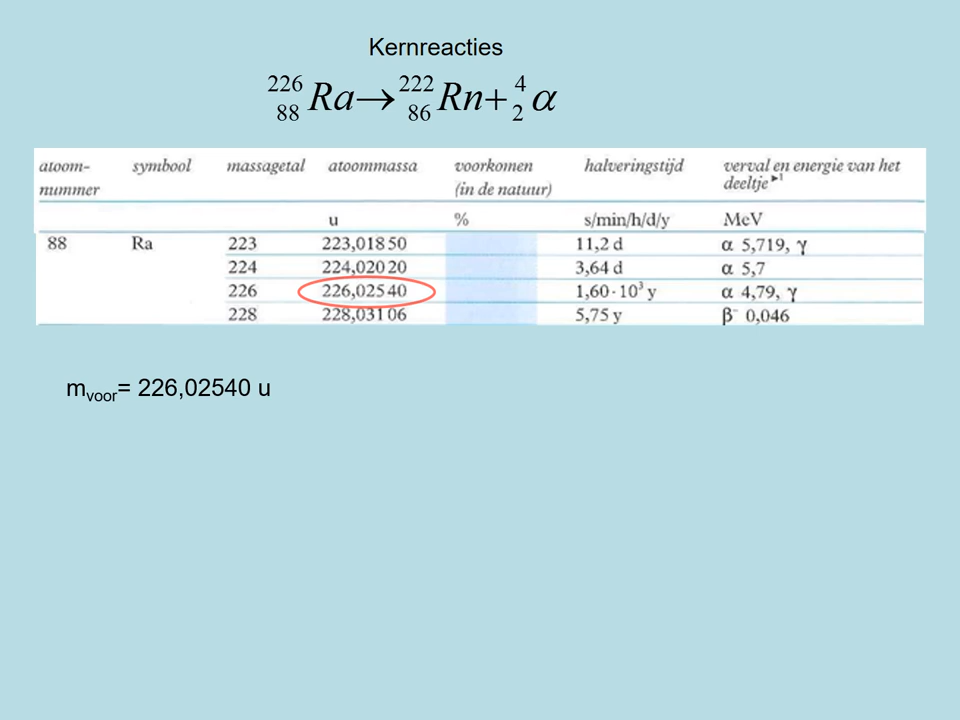 Kernreacties
²²⁶₈₈Ra→²²²₈₆Rn+⁴₂α
atoom-nummer symbool massagetal atoommassa voorkomen (in de natuur) halveringstijd verval en energie van het deeltje ▸1
u % s/min/h/d/y MeV
88 Ra 223 223,018 50 11,2 d α 5,719, γ
224 224,020 20 3,64 d α 5,7
226 226,025 40 1,60·10³ y α 4,79, γ
228 228,031 06 5,75 y β⁻ 0,046
mvoor= 226,02540 u